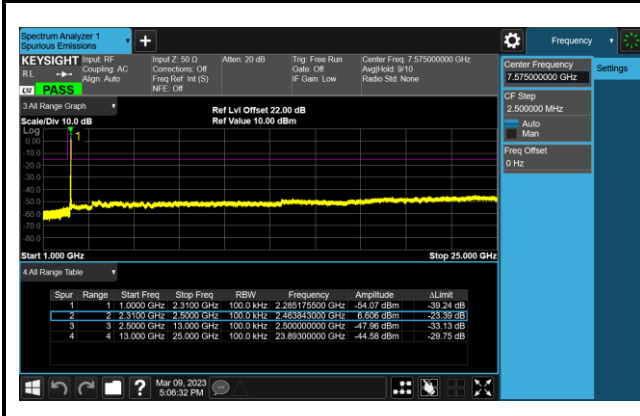 Spectrum Analyzer 1
Spurious Emissions
Frequency
KEYSIGHT Input: RF Input Z: 50 Ω Atten: 20 dB Trig: Free Run Center Freq: 7.575000000 GHz
RL Coupling: AC Corrections: Off Gate: Off Avg|Hold: 9/10
Align: Auto Freq Ref: Int (S) IF Gain: Low Radio Std: None
LXI PASS NFE: Off
Center Frequency
7.575000000 GHz
Settings
CF Step
2.500000 MHz
Auto
Man
Freq Offset
0 Hz
3 All Range Graph
Ref Lvl Offset 22.00 dB
Scale/Div 10.0 dB Ref Value 10.00 dBm
Log
1
0.00
-10.0
-20.0
-30.0
-40.0
-50.0
-60.0
-70.0
-80.0
Start 1.000 GHz Stop 25.000 GHz
4 All Range Table
Spur Range Start Freq Stop Freq RBW Frequency Amplitude ΔLimit
1 1 1.0000 GHz 2.3100 GHz 100.0 kHz 2.285175500 GHz -54.07 dBm -39.24 dB
2 2 2.3100 GHz 2.5000 GHz 100.0 kHz 2.463843000 GHz 6.606 dBm -23.39 dB
3 3 2.5000 GHz 13.000 GHz 100.0 kHz 2.500000000 GHz -47.96 dBm -33.13 dB
4 4 13.000 GHz 25.000 GHz 100.0 kHz 23.89300000 GHz -44.58 dBm -29.75 dB
? Mar 09, 2023
5:06:32 PM